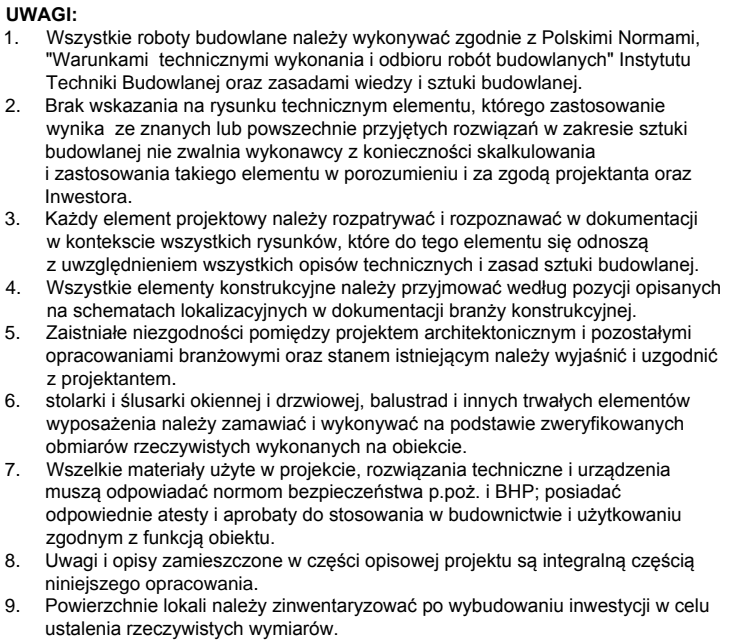 UWAGI:
1. Wszystkie roboty budowlane należy wykonywać zgodnie z Polskimi Normami,
"Warunkami technicznymi wykonania i odbioru robót budowlanych" Instytutu
Techniki Budowlanej oraz zasadami wiedzy i sztuki budowlanej.
2. Brak wskazania na rysunku technicznym elementu, którego zastosowanie
wynika ze znanych lub powszechnie przyjętych rozwiązań w zakresie sztuki
budowlanej nie zwalnia wykonawcy z konieczności skalkulowania
i zastosowania takiego elementu w porozumieniu i za zgodą projektanta oraz
Inwestora.
3. Każdy element projektowy należy rozpatrywać i rozpoznawać w dokumentacji
w kontekscie wszystkich rysunków, które do tego elementu się odnoszą
z uwzględnieniem wszystkich opisów technicznych i zasad sztuki budowlanej.
4. Wszystkie elementy konstrukcyjne należy przyjmować według pozycji opisanych
na schematach lokalizacyjnych w dokumentacji branży konstrukcyjnej.
5. Zaistniałe niezgodności pomiędzy projektem architektonicznym i pozostałymi
opracowaniami branżowymi oraz stanem istniejącym należy wyjaśnić i uzgodnić
z projektantem.
6. stolarki i ślusarki okiennej i drzwiowej, balustrad i innych trwałych elementów
wyposażenia należy zamawiać i wykonywać na podstawie zweryfikowanych
obmiarów rzeczywistych wykonanych na obiekcie.
7. Wszelkie materiały użyte w projekcie, rozwiązania techniczne i urządzenia
muszą odpowiadać normom bezpieczeństwa p.poż. i BHP; posiadać
odpowiednie atesty i aprobaty do stosowania w budownictwie i użytkowaniu
zgodnym z funkcją obiektu.
8. Uwagi i opisy zamieszczone w części opisowej projektu są integralną częścią
niniejszego opracowania.
9. Powierzchnie lokali należy zinwentaryzować po wybudowaniu inwestycji w celu
ustalenia rzeczywistych wymiarów.